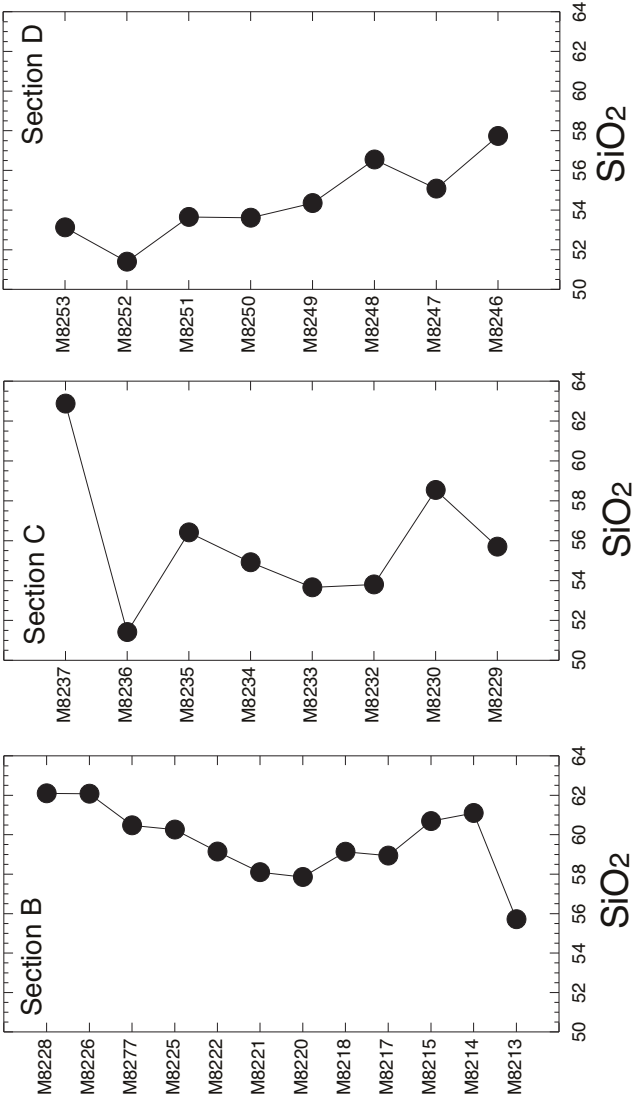 Section B
M8228
M8226
M8277
M8225
M8222
M8221
M8220
M8218
M8217
M8215
M8214
M8213
50 52 54 56 58 60 62 64
SiO2
Section C
M8237
M8236
M8235
M8234
M8233
M8232
M8230
M8229
50 52 54 56 58 60 62 64
SiO2
Section D
M8253
M8252
M8251
M8250
M8249
M8248
M8247
M8246
50 52 54 56 58 60 62 64
SiO2